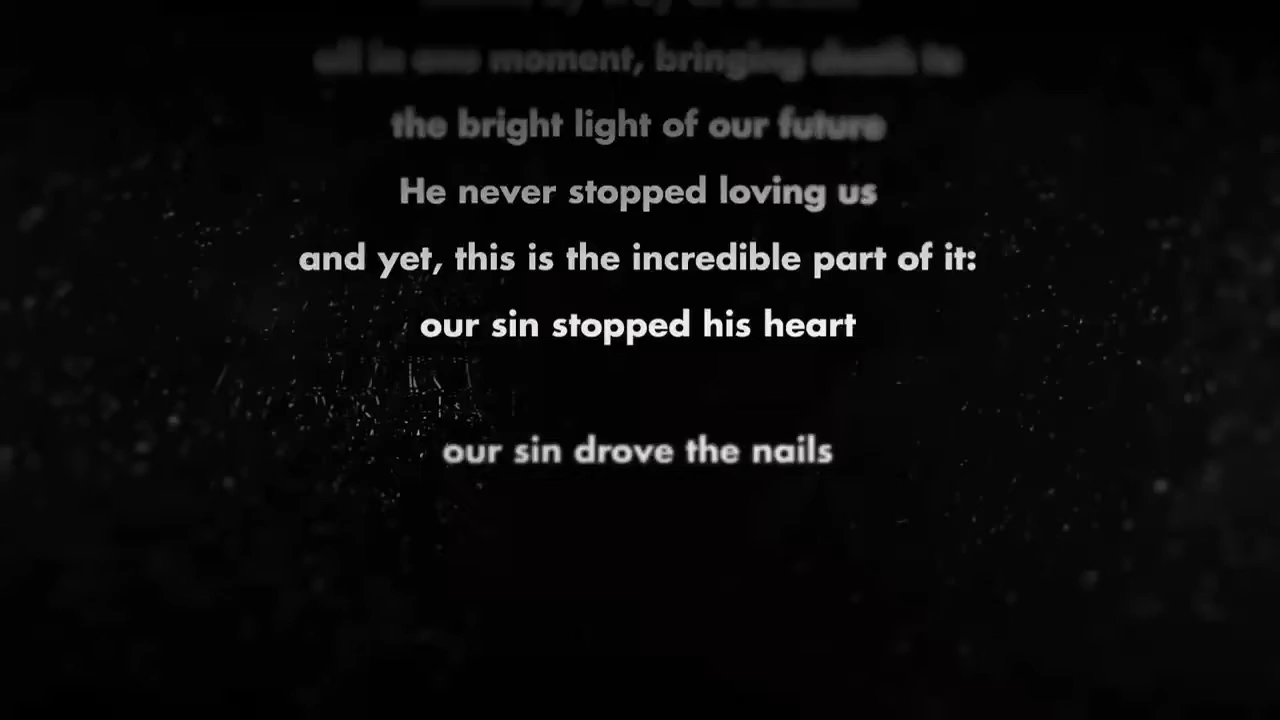 all in one moment, bringing death to
the bright light of our future
He never stopped loving us
and yet, this is the incredible part of it:
our sin stopped his heart
our sin drove the nails